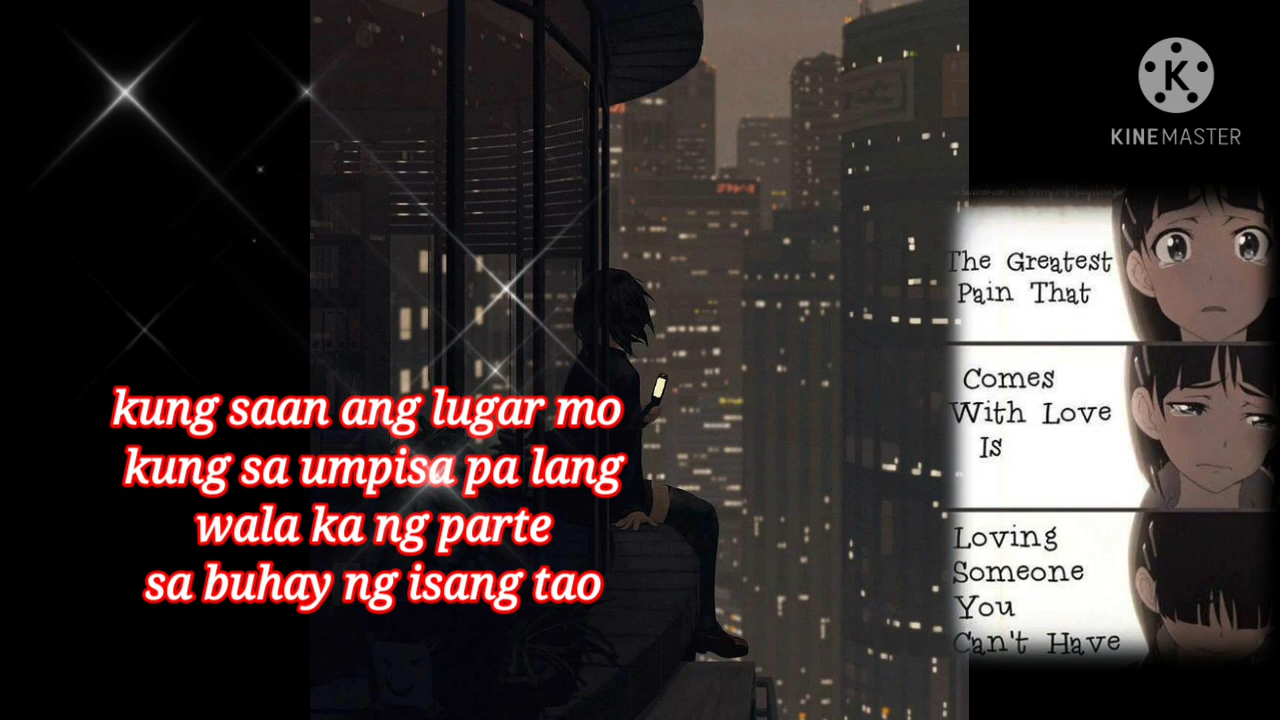 kung saan ang lugar mo
kung sa umpisa pa lang
wala ka ng parte
sa buhay ng isang tao
K
KINEMASTER
The Greatest
Pain That
Comes
With Love
Is
Loving
Someone
You
Can't Have